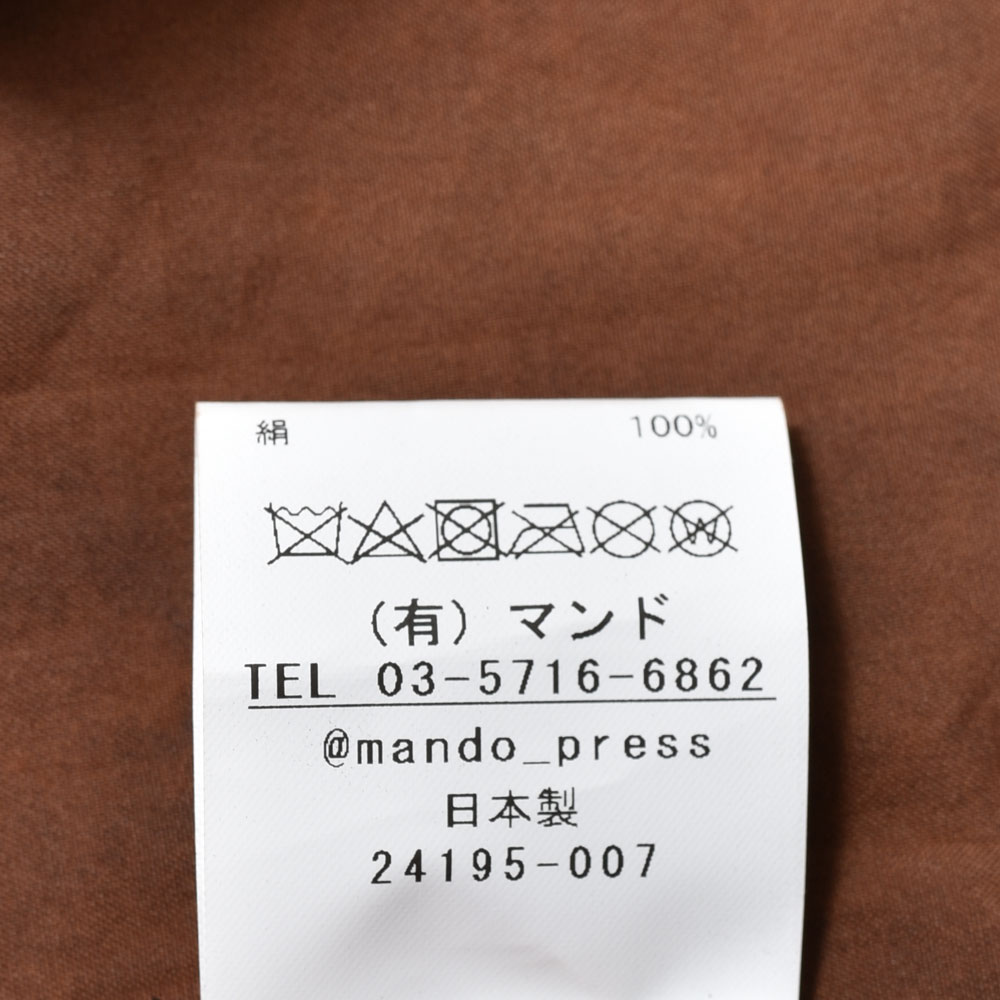 絹 100%
（有）マンド
TEL 03-5716-6862
@mando_press
日本製
24195-007